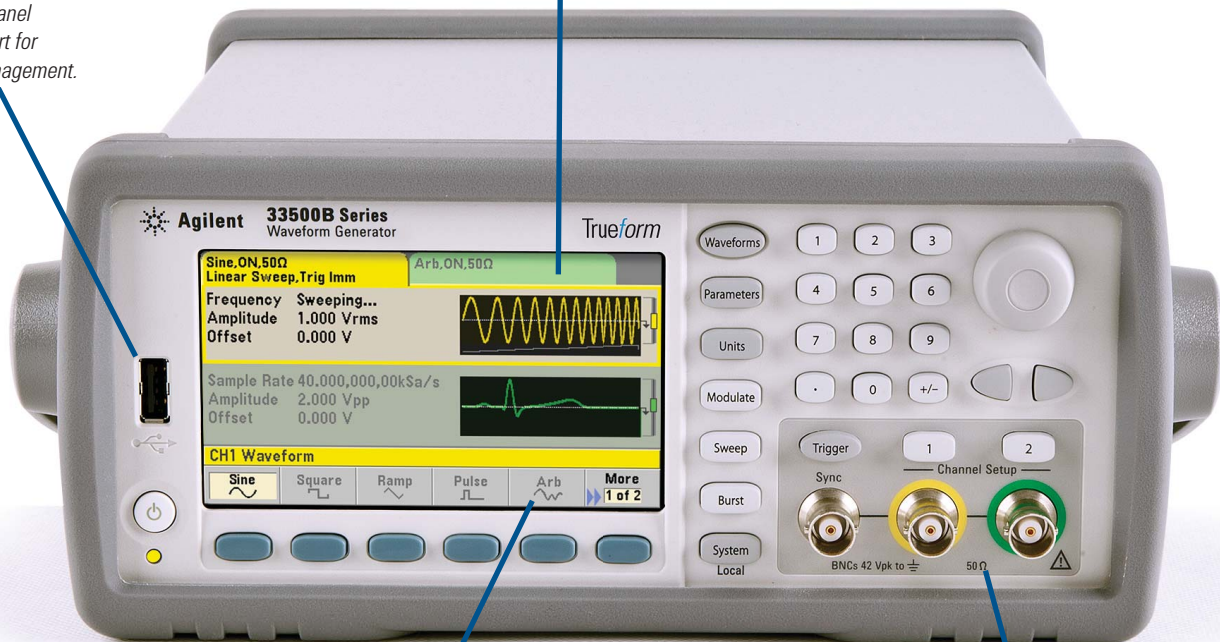 rt for
nagement.
Agilent 33500B Series
Waveform Generator
Trueform
Sine,ON,50Ω
Linear Sweep,Trig Imm
Arb,ON,50Ω
Frequency Sweeping...
Amplitude 1.000 Vrms
Offset 0.000 V
Sample Rate 40.000,000,00kSa/s
Amplitude 2.000 Vpp
Offset 0.000 V
CH1 Waveform
Sine Square Ramp Pulse Arb More
1 of 2
Waveforms 1 2 3
Parameters 4 5 6
Units 7 8 9
Modulate . 0 +/−
Sweep Trigger 1 2
Channel Setup
Sync
Burst
System
Local
BNCs 42 Vpk to 50 Ω